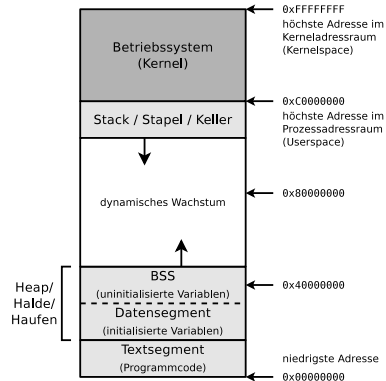 0xFFFFFFFF
höchste Adresse im
Kerneladressraum
(Kernelspace)
Betriebssystem
(Kernel)
0xC0000000
höchste Adresse im
Prozessadressraum
(Userspace)
Stack / Stapel / Keller
0x80000000
dynamisches Wachstum
BSS
(uninitialisierte Variablen)
0x40000000
Heap/
Halde/
Haufen
Datensegment
(initialisierte Variablen)
Textsegment
(Programmcode)
niedrigste Adresse
0x00000000